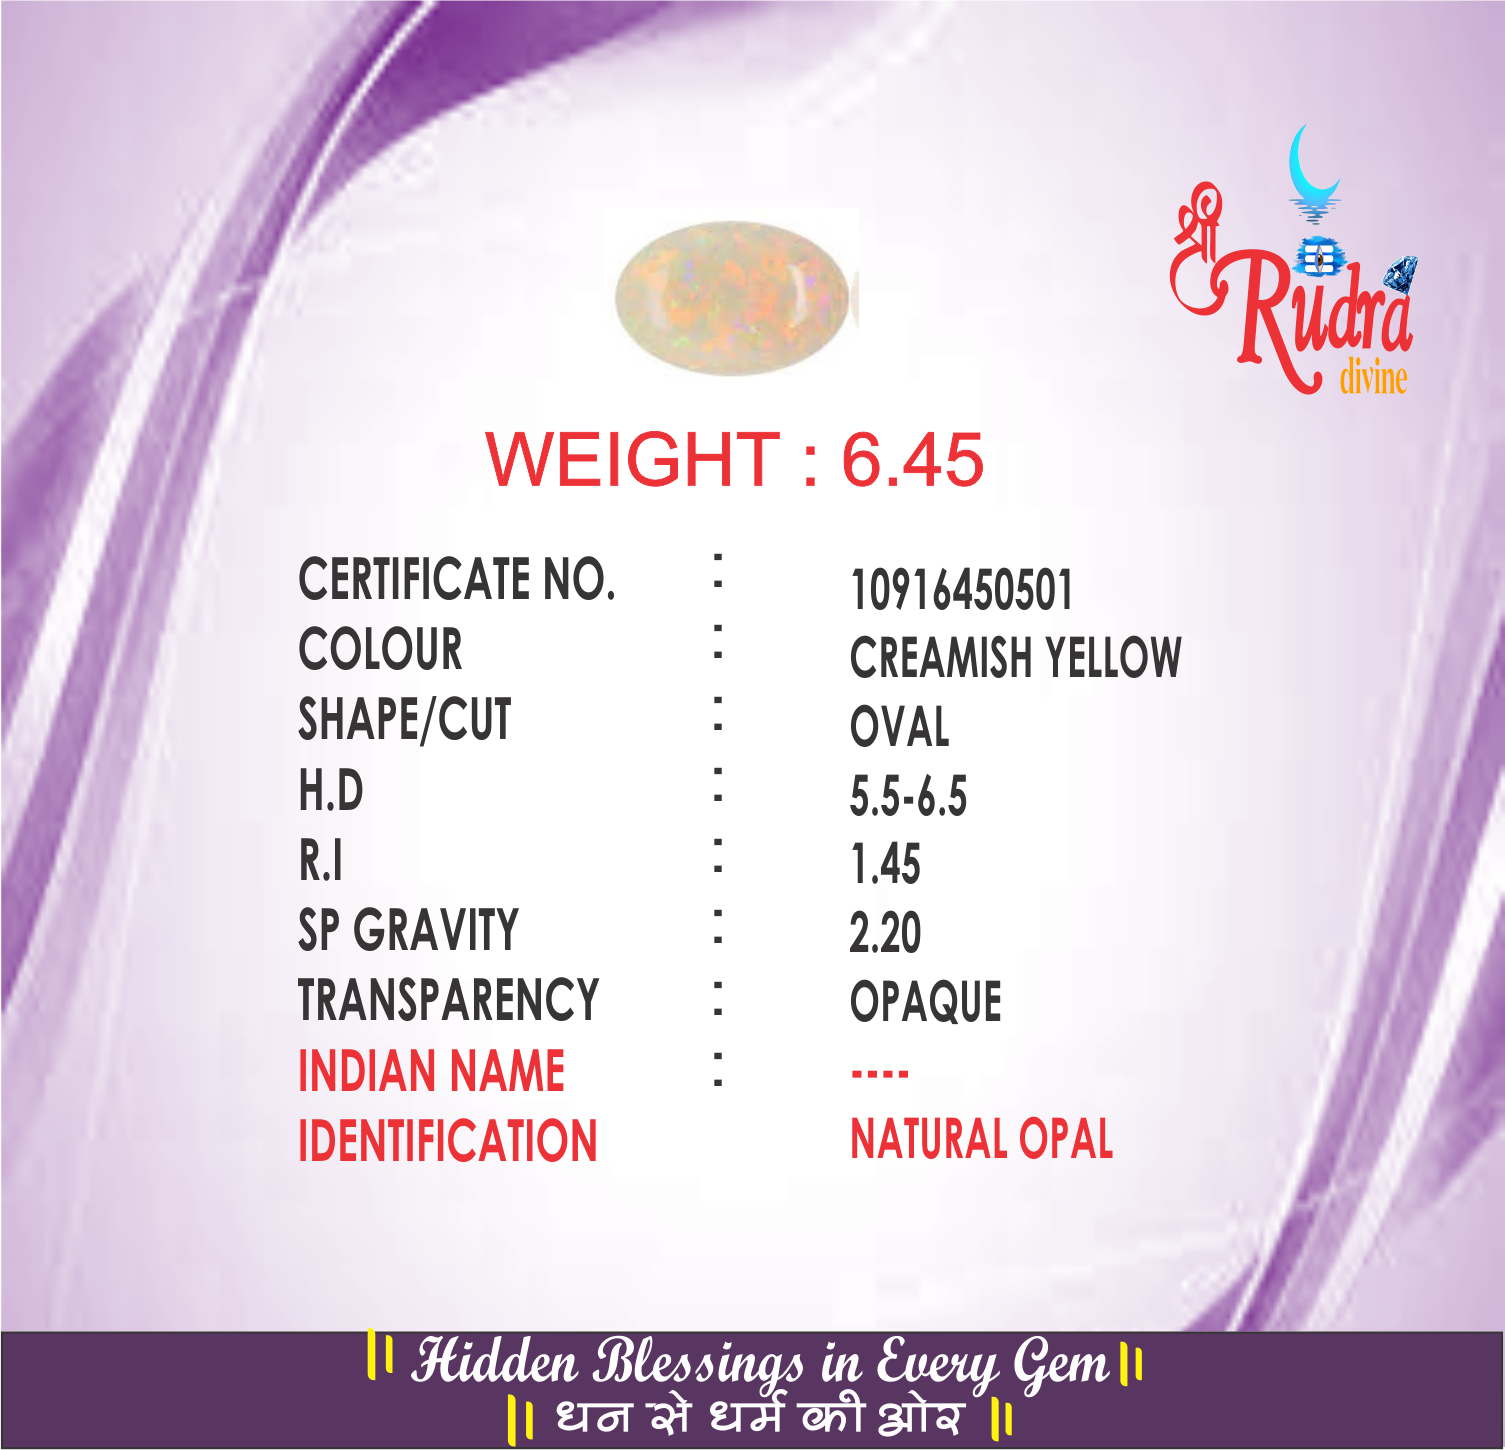 श्री
Rudra
divine
WEIGHT : 6.45
CERTIFICATE NO. : 10916450501
COLOUR : CREAMISH YELLOW
SHAPE/CUT : OVAL
H.D : 5.5-6.5
R.I : 1.45
SP GRAVITY : 2.20
TRANSPARENCY : OPAQUE
INDIAN NAME : ----
IDENTIFICATION NATURAL OPAL
|| Hidden Blessings in Every Gem ||
|| धन से धर्म की ओर ||